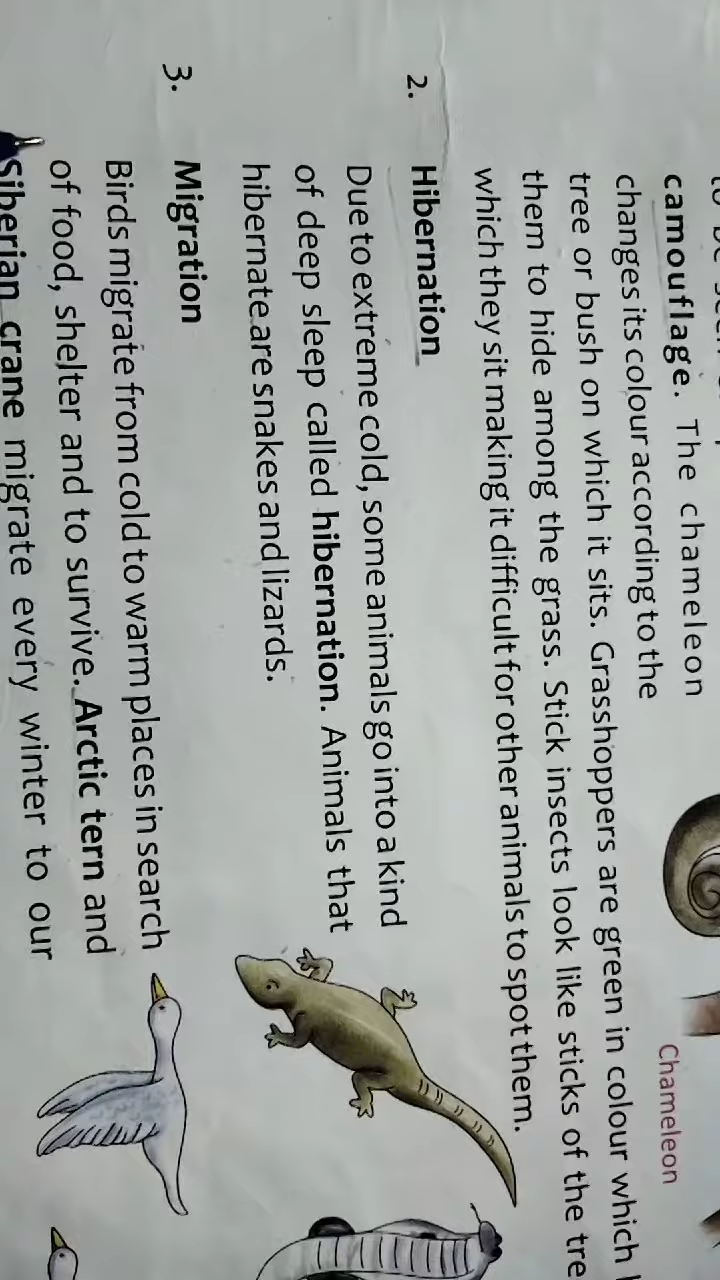 camouflage. The chameleon
changes its colour according to the
tree or bush on which it sits. Grasshoppers are green in colour which
them to hide among the grass. Stick insects look like sticks of the
which they sit making it difficult for other animals to spot them.
Chameleon
2. Hibernation
Due to extreme cold, some animals go into a kind
of deep sleep called hibernation. Animals that
hibernate are snakes and lizards.
3. Migration
Birds migrate from cold to warm places in search
of food, shelter and to survive. Arctic tern and
Siberian crane migrate every winter to our